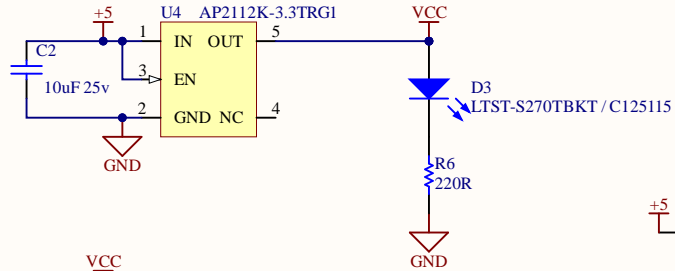 +5
U4 AP2112K-3.3TRG1
VCC
C2
10uF 25v
1 IN OUT 5
3 EN
2 GND NC 4
GND
D3
LTST-S270TBKT / C125115
R6
220R
GND
+5
VCC